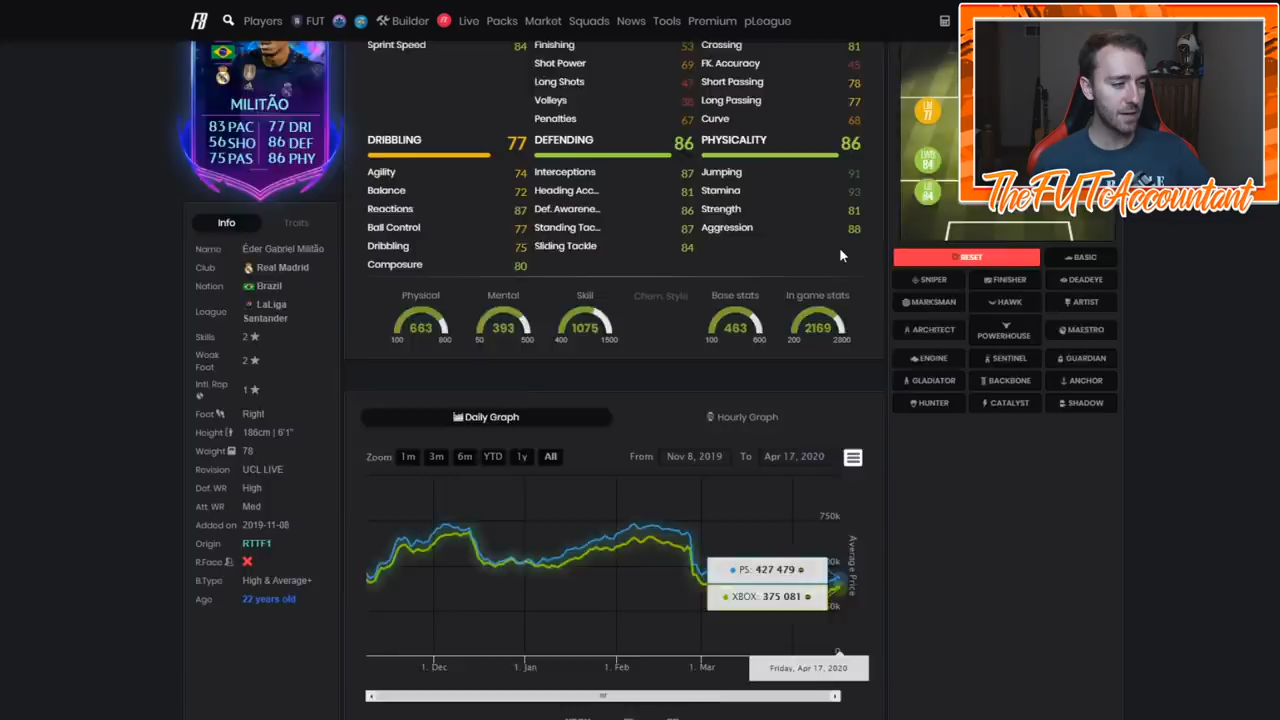 FB Players FUT Builder Live Packs Market Squads News Tools Premium pLeague
Sprint Speed 84 Finishing 53 Crossing 81
Shot Power 69 FK. Accuracy 45
Long Shots 47 Short Passing 78
Volleys 38 Long Passing 77
Penalties 67 Curve 68
MILITÃO
83 PAC 77 DRI
56 SHO 86 DEF
75 PAS 86 PHY
DRIBBLING 77 DEFENDING 86 PHYSICALITY 86
Agility 74 Interceptions 87 Jumping 91
Balance 72 Heading Acc... 81 Stamina 93
Reactions 87 Def. Awarene... 86 Strength 81
Ball Control 77 Standing Tac... 87 Aggression 88
Dribbling 75 Sliding Tackle 84
Composure 80
Physical Mental Skill Chem. Style Base stats In game stats
663 393 1075 463 2169
100 800 50 500 400 1500 100 600 200 2800
Info Traits
Name Éder Gabriel Militão
Club Real Madrid
Nation Brazil
League LaLiga
Santander
Skills 2
Weak
Foot 2
Intl. Rep 1
Foot Right
Height 186cm | 6'1"
Weight 78
Revision UCL LIVE
Def. WR High
Att. WR Med
Added on 2019-11-08
Origin RTTF1
R.Face
B.Type High & Average+
Age 22 years old
Daily Graph Hourly Graph
Zoom 1m 3m 6m YTD 1y All From Nov 8, 2019 To Apr 17, 2020
750k
Average Price
PS: 427 479
XBOX: 375 081
0
1. Dec 1. Jan 1. Feb 1. Mar
Friday, Apr 17, 2020
LM
77
84
84
TheFUTAccountant
RESET BASIC
SNIPER FINISHER DEADEYE
MARKSMAN HAWK ARTIST
ARCHITECT POWERHOUSE MAESTRO
ENGINE SENTINEL GUARDIAN
GLADIATOR BACKBONE ANCHOR
HUNTER CATALYST SHADOW